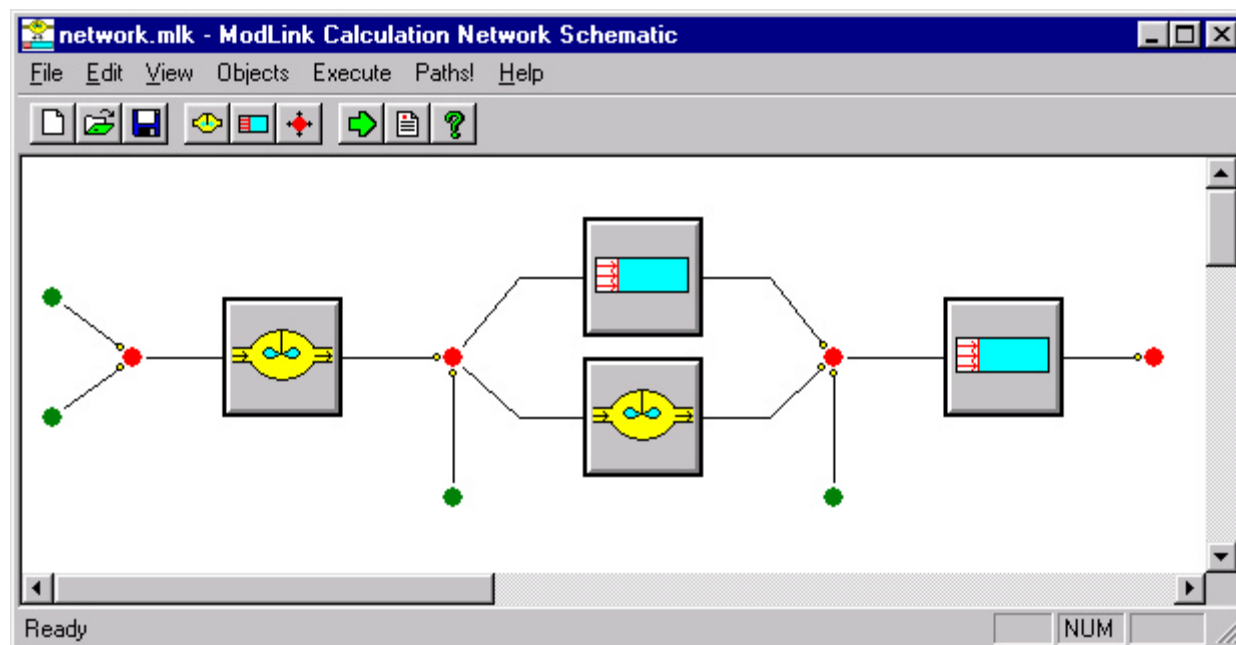 network.mlk - ModLink Calculation Network Schematic
File Edit View Objects Execute Paths! Help
Ready NUM